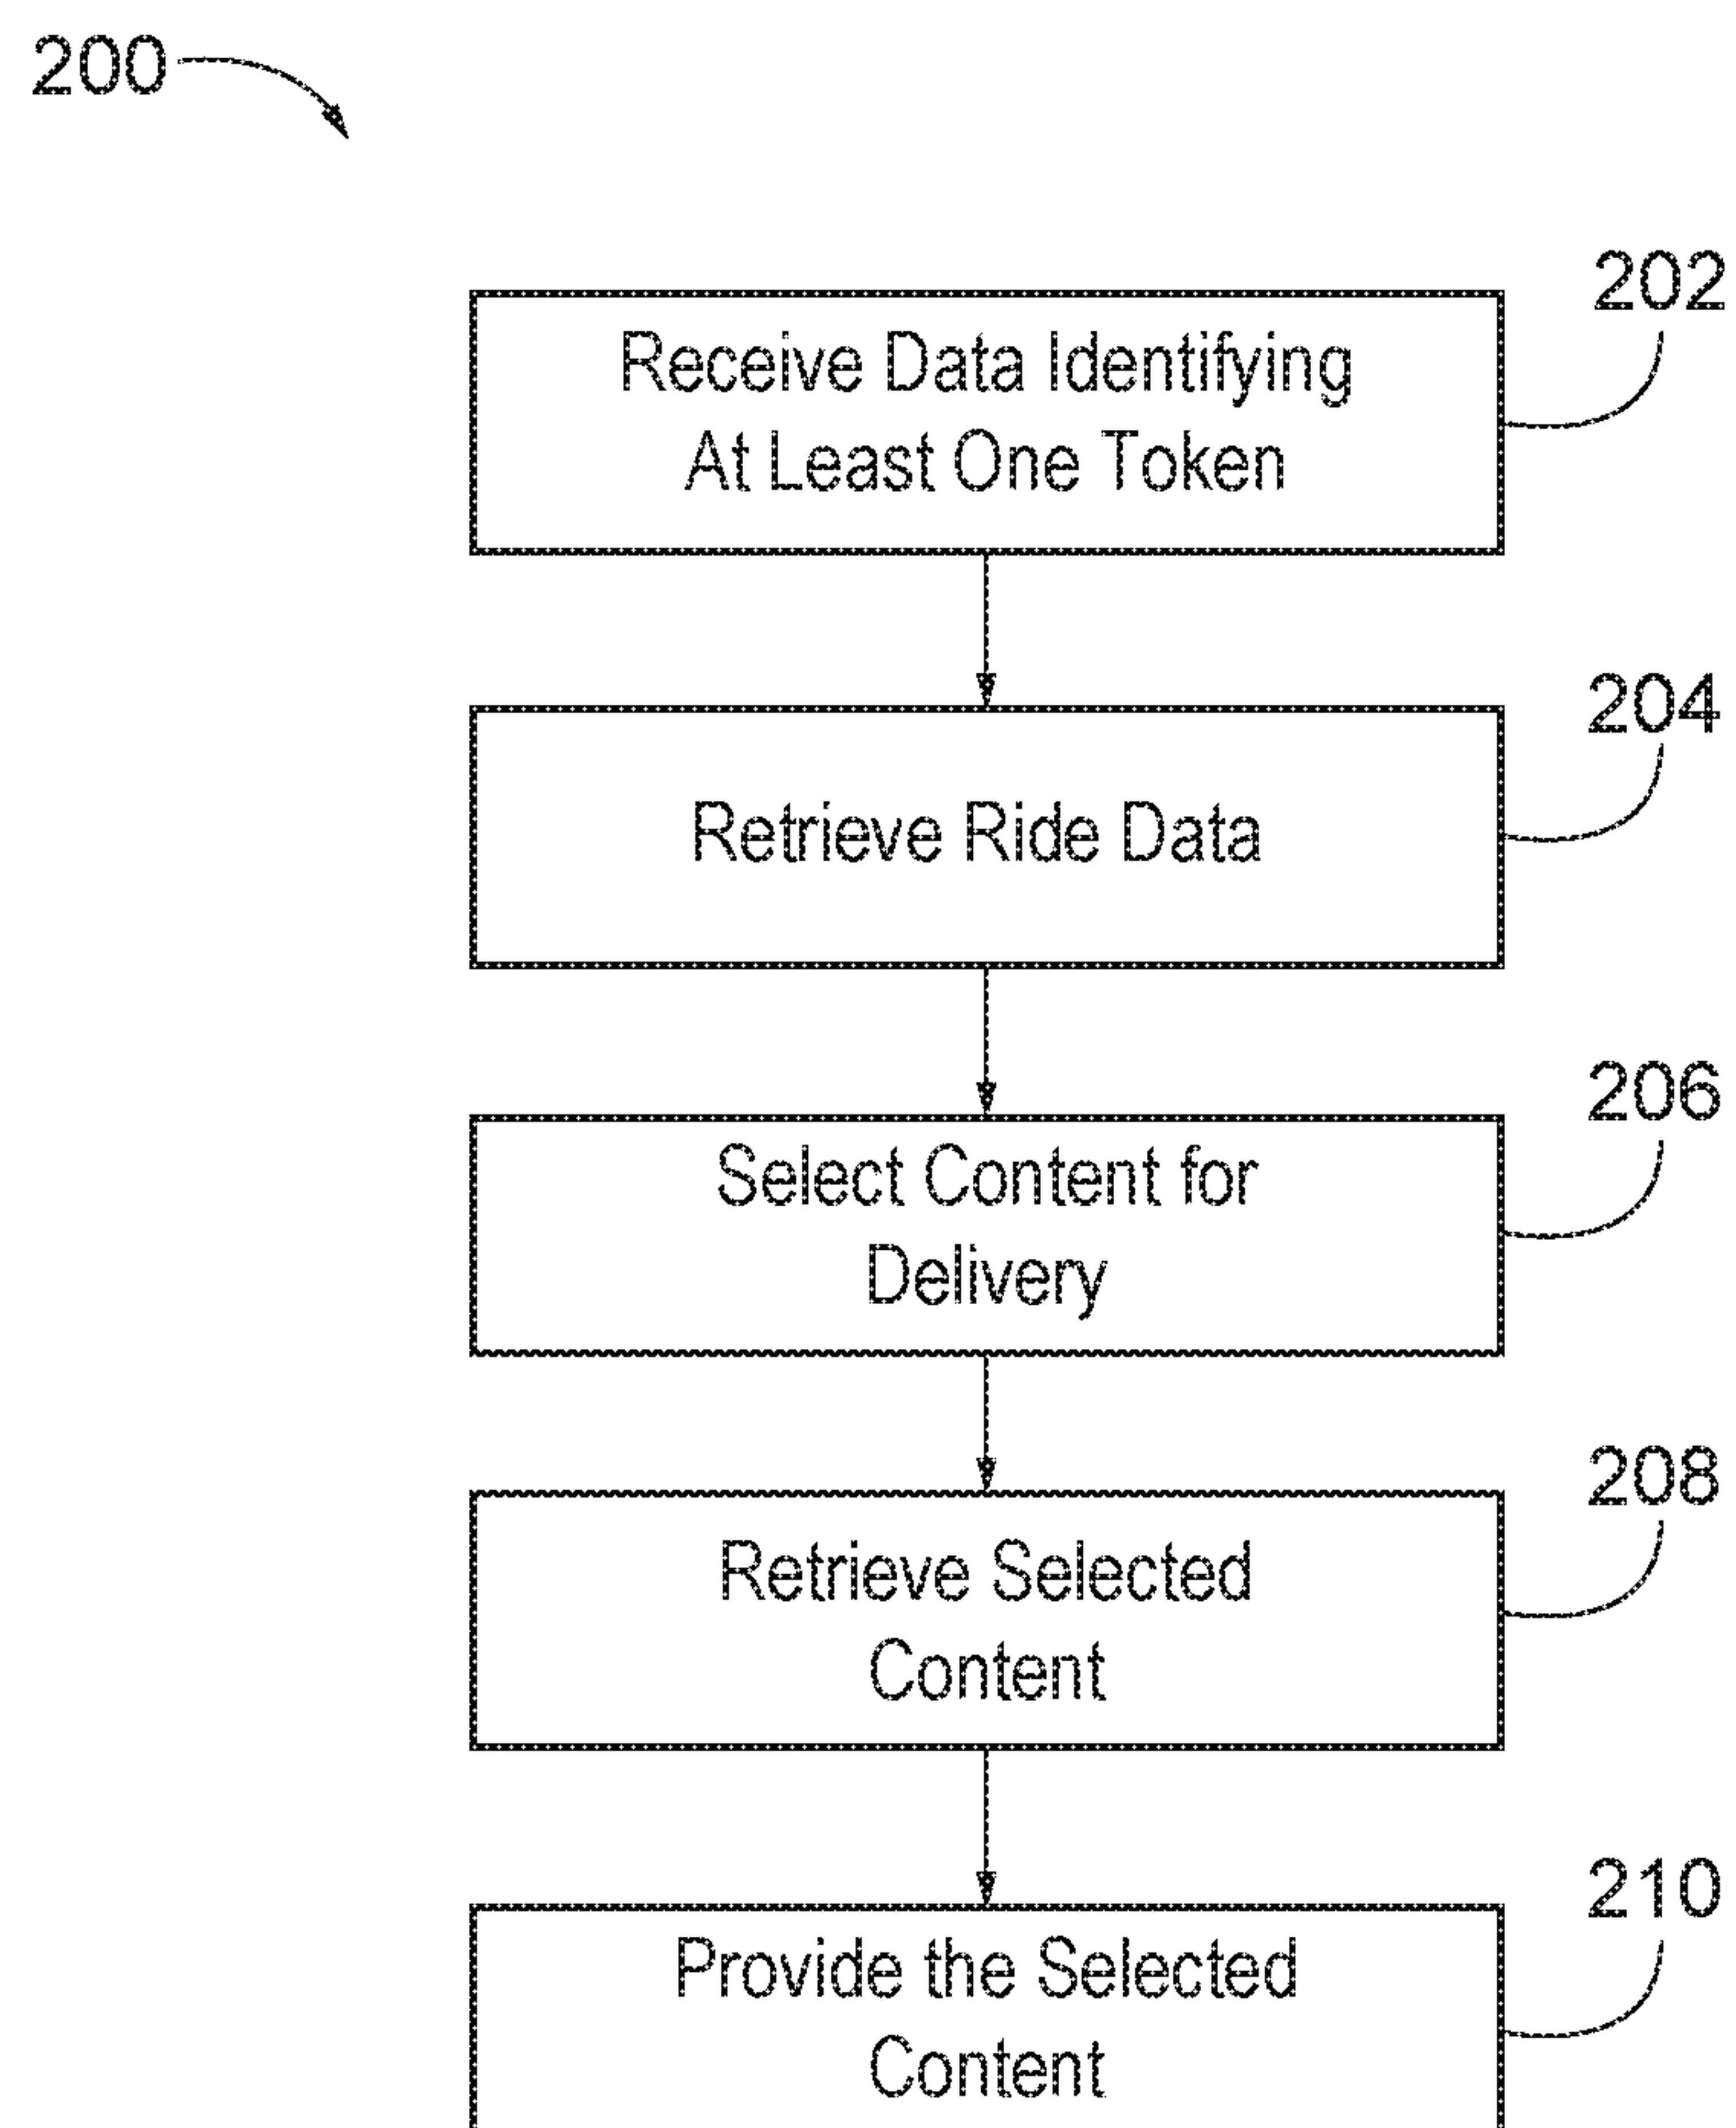 200
202
Receive Data Identifying
At Least One Token
204
Retrieve Ride Data
206
Select Content for
Delivery
208
Retrieve Selected
Content
210
Provide the Selected
Content